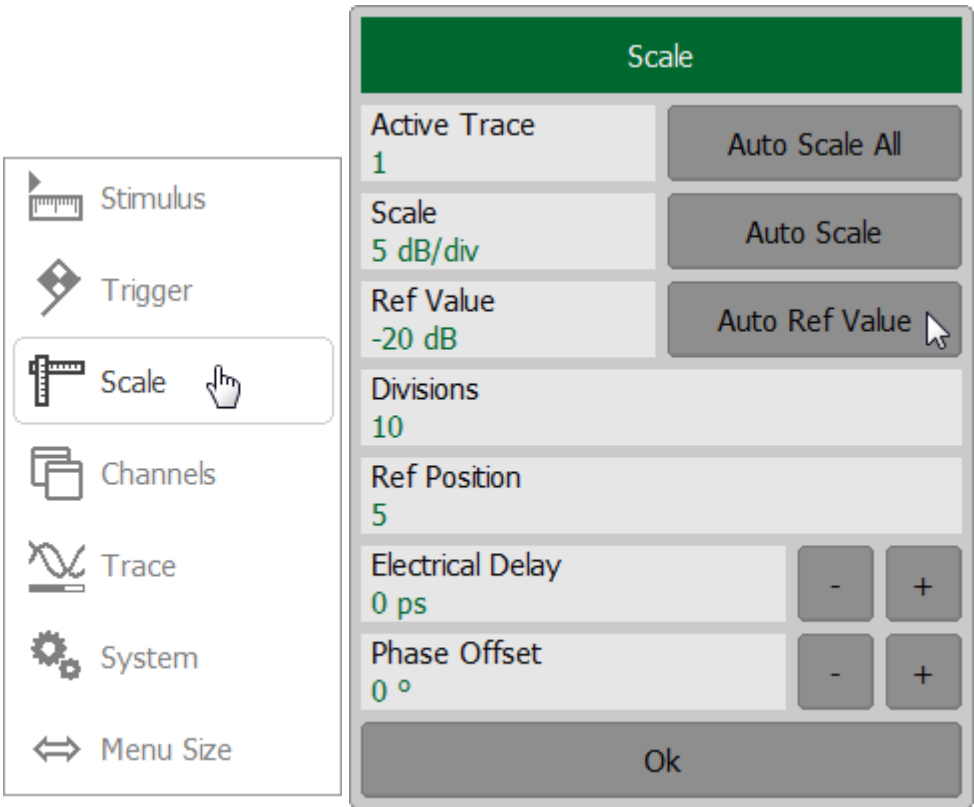 Stimulus
Trigger
Scale
Channels
Trace
System
Menu Size
Scale
Active Trace
1
Auto Scale All
Scale
5 dB/div
Auto Scale
Ref Value
-20 dB
Auto Ref Value
Divisions
10
Ref Position
5
Electrical Delay
0 ps
- +
Phase Offset
0 º
- +
Ok